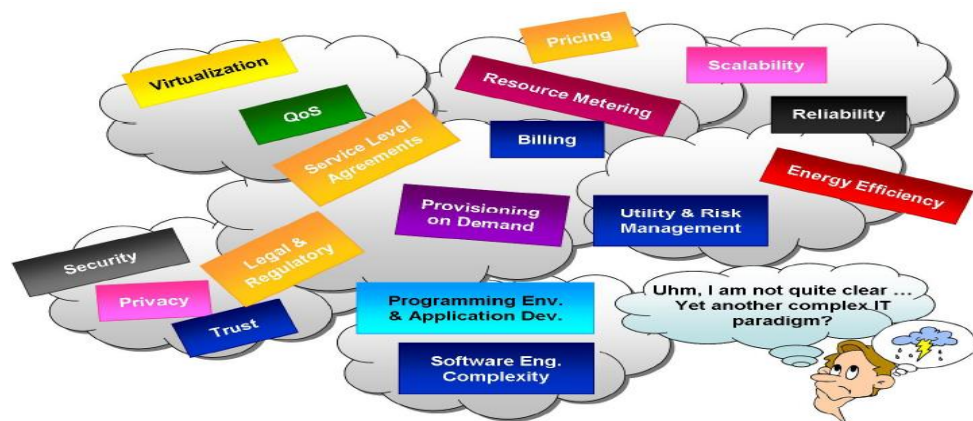 Virtualization
QoS
Service Level
Agreements
Pricing
Resource Metering
Billing
Scalability
Reliability
Energy Efficiency
Provisioning
on Demand
Utility & Risk
Management
Security
Privacy
Legal &
Regulatory
Trust
Programming Env.
& Application Dev.
Software Eng.
Complexity
Uhm, I am not quite clear ...
Yet another complex IT
paradigm?